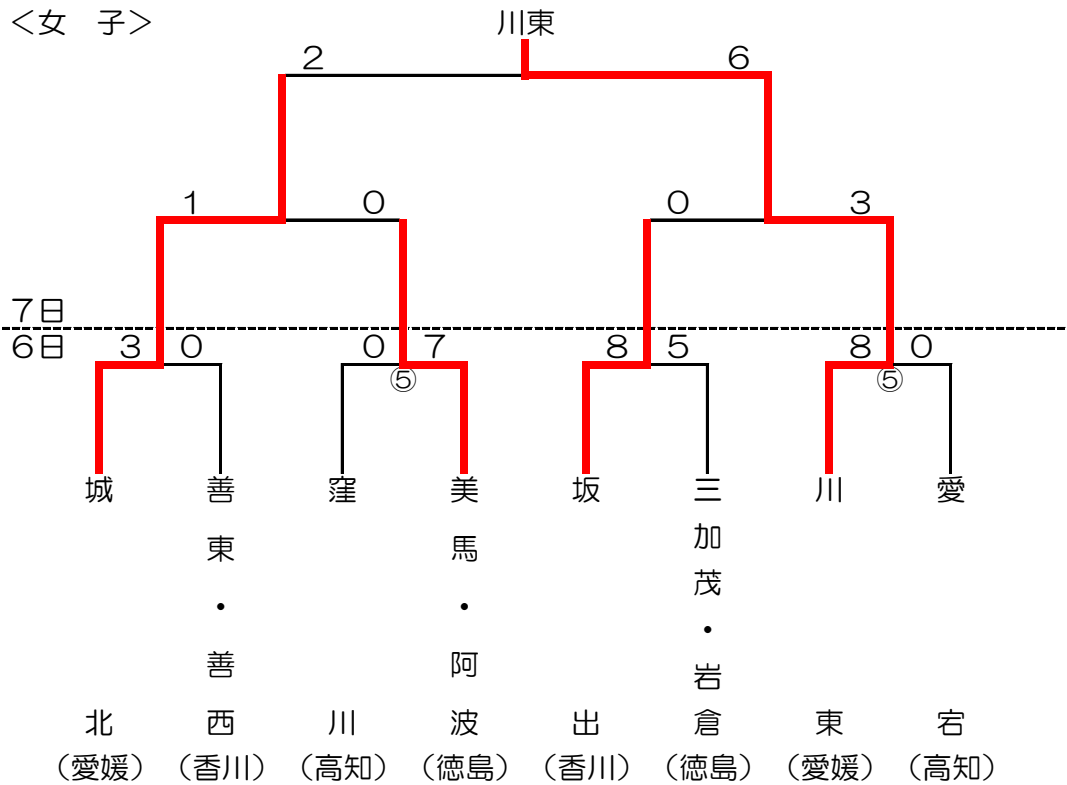 ＜女　子＞
川東
2 6
1 0 0 3
7日
6日 3 0 0 7 8 5 8 0
⑤ ⑤
城北
善東・善西
窪川
美馬・阿波
坂出
三加茂・岩倉
川東
愛宕
（愛媛） （香川） （高知） （徳島） （香川） （徳島） （愛媛） （高知）